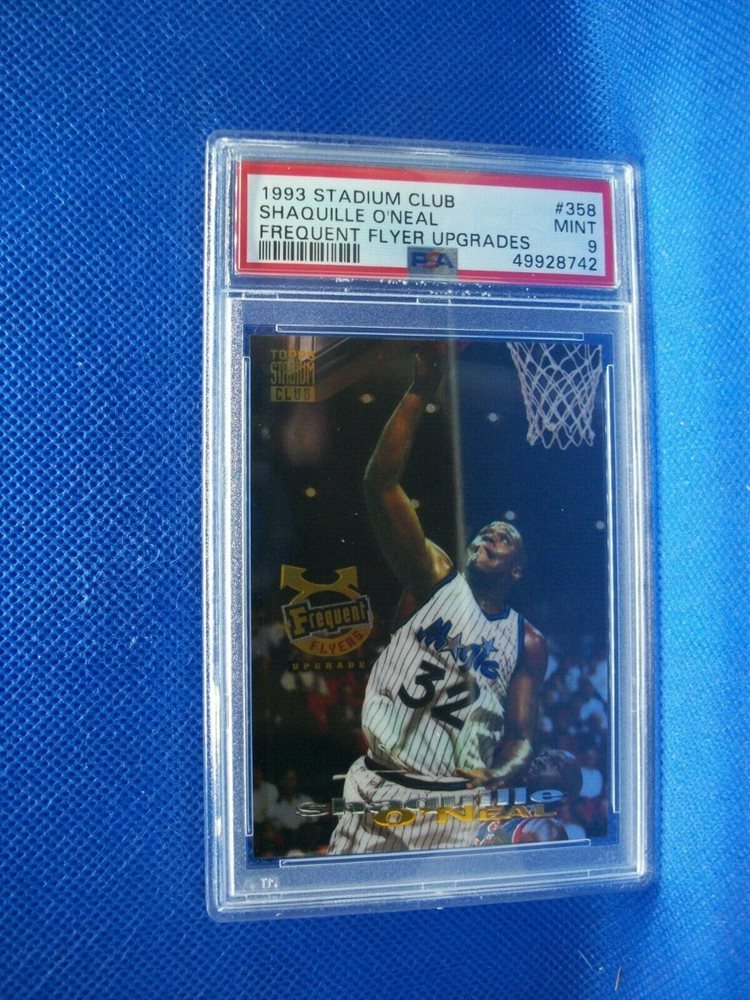 1993 STADIUM CLUB #358
SHAQUILLE O'NEAL MINT
FREQUENT FLYER UPGRADES 9
PSA 49928742
TOPPS
STADIUM
CLUB
Frequent
FLYERS
UPGRADE
Magic
32
shaquille
O'NEAL